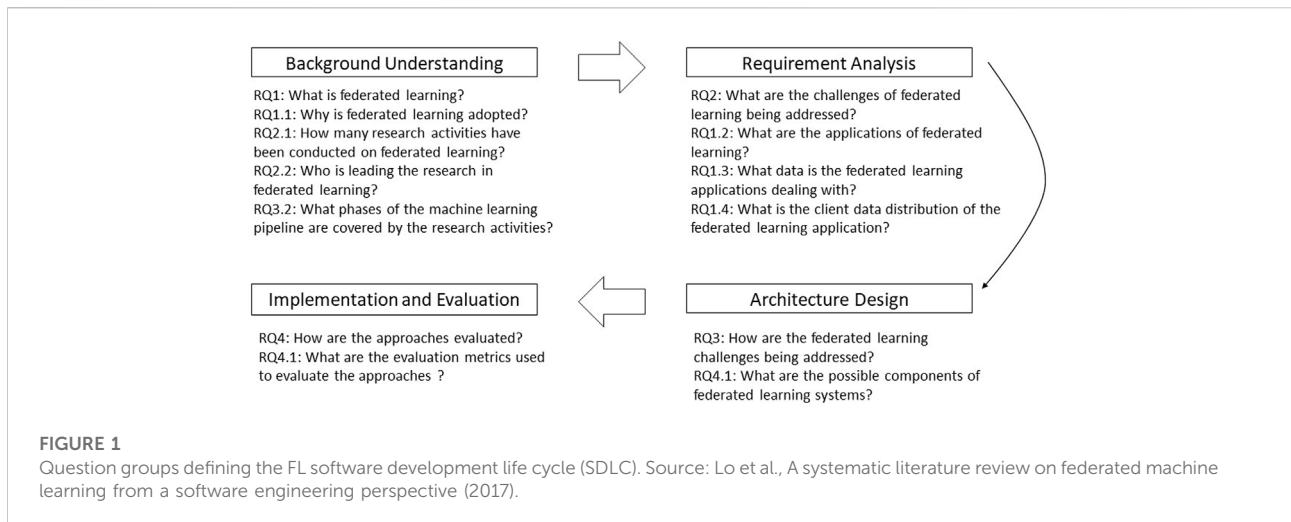 Background Understanding
RQ1: What is federated learning?
RQ1.1: Why is federated learning adopted?
RQ2.1: How many research activities have
been conducted on federated learning?
RQ2.2: Who is leading the research in
federated learning?
RQ3.2: What phases of the machine learning
pipeline are covered by the research activities?
Requirement Analysis
RQ2: What are the challenges of federated
learning being addressed?
RQ1.2: What are the applications of federated
learning?
RQ1.3: What data is the federated learning
applications dealing with?
RQ1.4: What is the client data distribution of the
federated learning application?
Architecture Design
RQ3: How are the federated learning
challenges being addressed?
RQ4.1: What are the possible components of
federated learning systems?
Implementation and Evaluation
RQ4: How are the approaches evaluated?
RQ4.1: What are the evaluation metrics used
to evaluate the approaches ?
FIGURE 1
Question groups defining the FL software development life cycle (SDLC). Source: Lo et al., A systematic literature review on federated machine
learning from a software engineering perspective (2017).